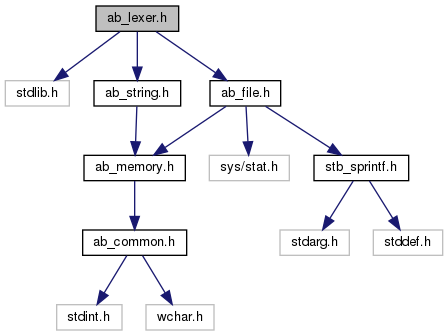 ab_lexer.h
stdlib.h
ab_string.h
ab_file.h
ab_memory.h
sys/stat.h
stb_sprintf.h
ab_common.h
stdarg.h
stddef.h
stdint.h
wchar.h